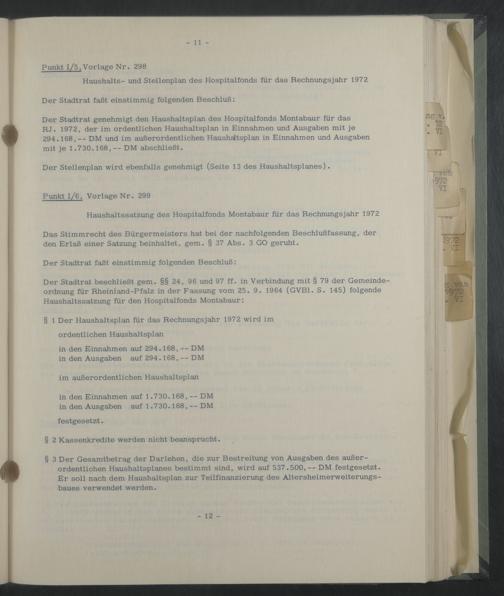 - 11 -
Punkt I/5, Vorlage Nr. 298
Haushalts- und Stellenplan des Hospitalfonds für das Rechnungsjahr 1972
Der Stadtrat faßt einstimmig folgenden Beschluß:
Der Stadtrat genehmigt den Haushaltsplan des Hospitalfonds Montabaur für das
RJ. 1972, der im ordentlichen Haushaltsplan in Einnahmen und Ausgaben mit je
294.168,-- DM und im außerordentlichen Haushaltsplan in Einnahmen und Ausgaben
mit je 1.730.168,-- DM abschließt.
Der Stellenplan wird ebenfalls genehmigt (Seite 13 des Haushaltsplanes).
Punkt I/6, Vorlage Nr. 299
Haushaltssatzung des Hospitalfonds Montabaur für das Rechnungsjahr 1972
Das Stimmrecht des Bürgermeisters hat bei der nachfolgenden Beschlußfassung, der
den Erlaß einer Satzung beinhaltet, gem. § 37 Abs. 3 GO geruht.
Der Stadtrat faßt einstimmig folgenden Beschluß:
Der Stadtrat beschließt gem. §§ 24, 96 und 97 ff. in Verbindung mit § 79 der Gemeinde-
ordnung für Rheinland-Pfalz in der Fassung vom 25. 9. 1964 (GVBl. S. 145) folgende
Haushaltssatzung für den Hospitalfonds Montabaur:
§ 1 Der Haushaltsplan für das Rechnungsjahr 1972 wird im
ordentlichen Haushaltsplan
in den Einnahmen auf 294.168,-- DM
in den Ausgaben auf 294.168,-- DM
im außerordentlichen Haushaltsplan
in den Einnahmen auf 1.730.168,-- DM
in den Ausgaben auf 1.730.168,-- DM
festgesetzt.
§ 2 Kassenkredite werden nicht beansprucht.
§ 3 Der Gesamtbetrag der Darlehen, die zur Bestreitung von Ausgaben des außer-
ordentlichen Haushaltsplanes bestimmt sind, wird auf 537.500,-- DM festgesetzt.
Er soll nach dem Haushaltsplan zur Teilfinanzierung des Altersheimerweiterungs-
baues verwendet werden.
- 12 -